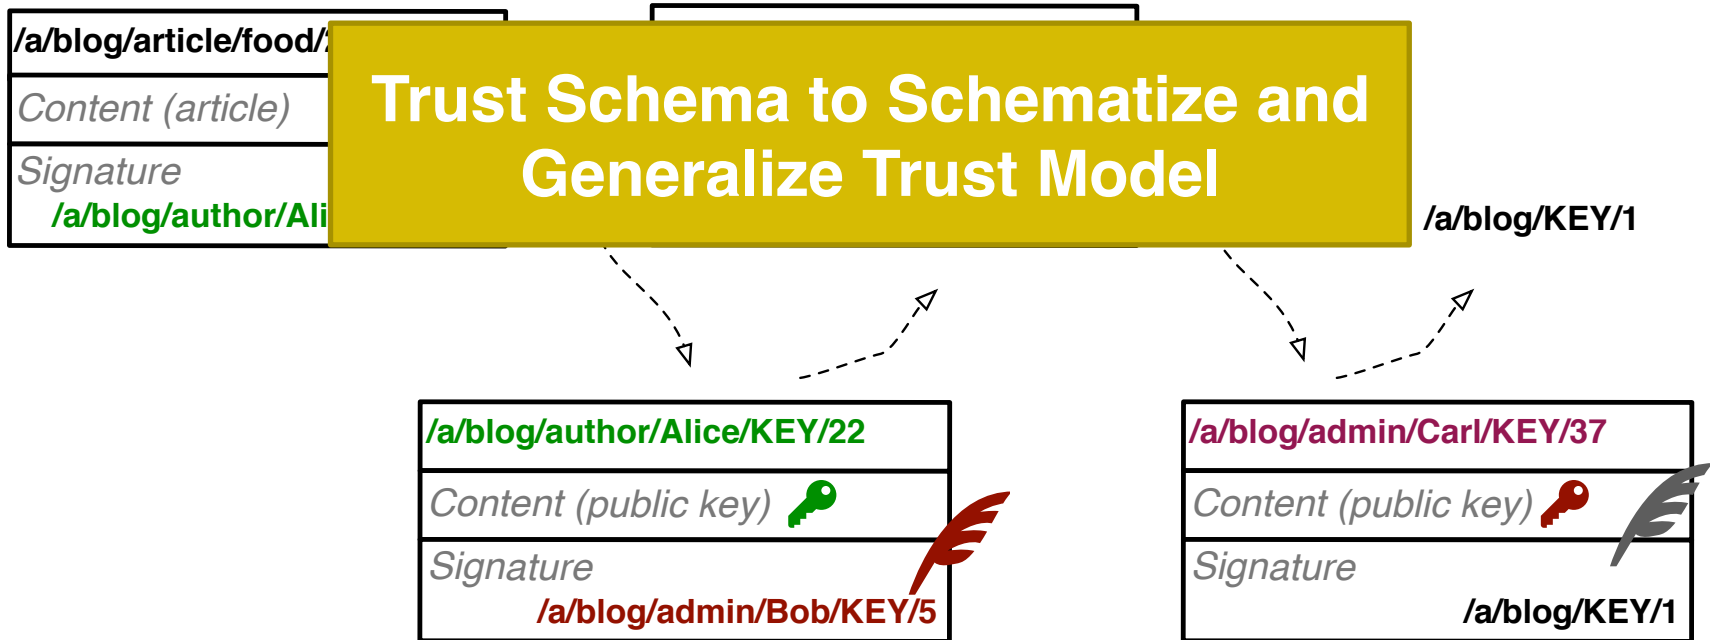 /a/blog/article/food/
Content (article)
Signature
/a/blog/author/Ali
Trust Schema to Schematize and
Generalize Trust Model
/a/blog/KEY/1
/a/blog/author/Alice/KEY/22
Content (public key)
Signature
/a/blog/admin/Bob/KEY/5
/a/blog/admin/Carl/KEY/37
Content (public key)
Signature
/a/blog/KEY/1